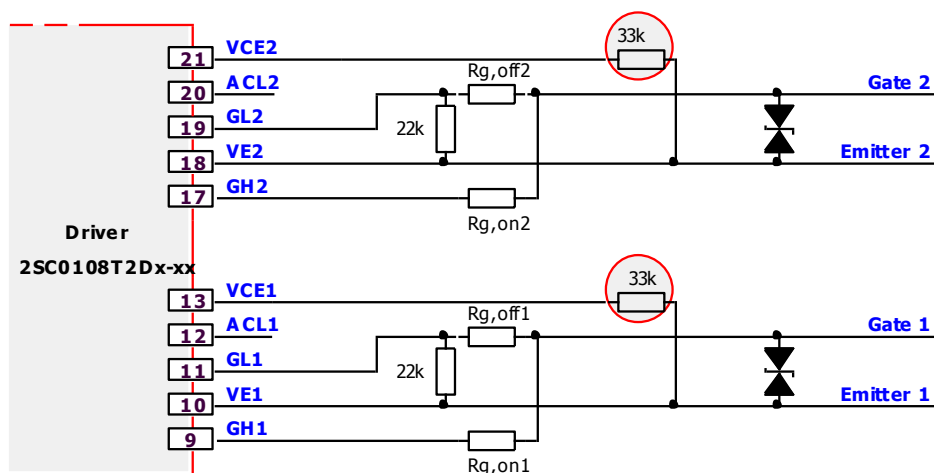 33k
21 VCE2
Rg,off2
20 ACL2
Gate 2
19 GL2
22k
18 VE2
Emitter 2
17 GH2
Rg,on2
Driver
2SC0108T2Dx-xx
33k
13 VCE1
Rg,off1
12 ACL1
Gate 1
11 GL1
22k
10 VE1
Emitter 1
9 GH1
Rg,on1